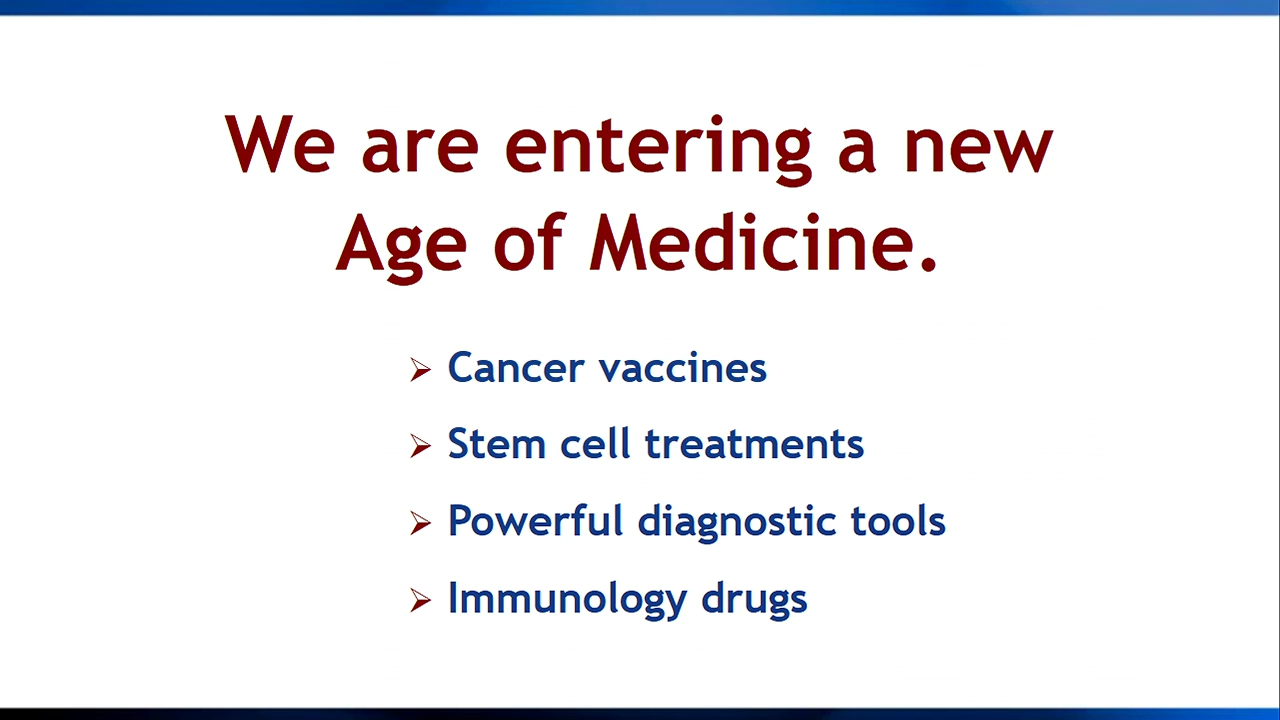 We are entering a new
Age of Medicine.
Cancer vaccines
Stem cell treatments
Powerful diagnostic tools
Immunology drugs